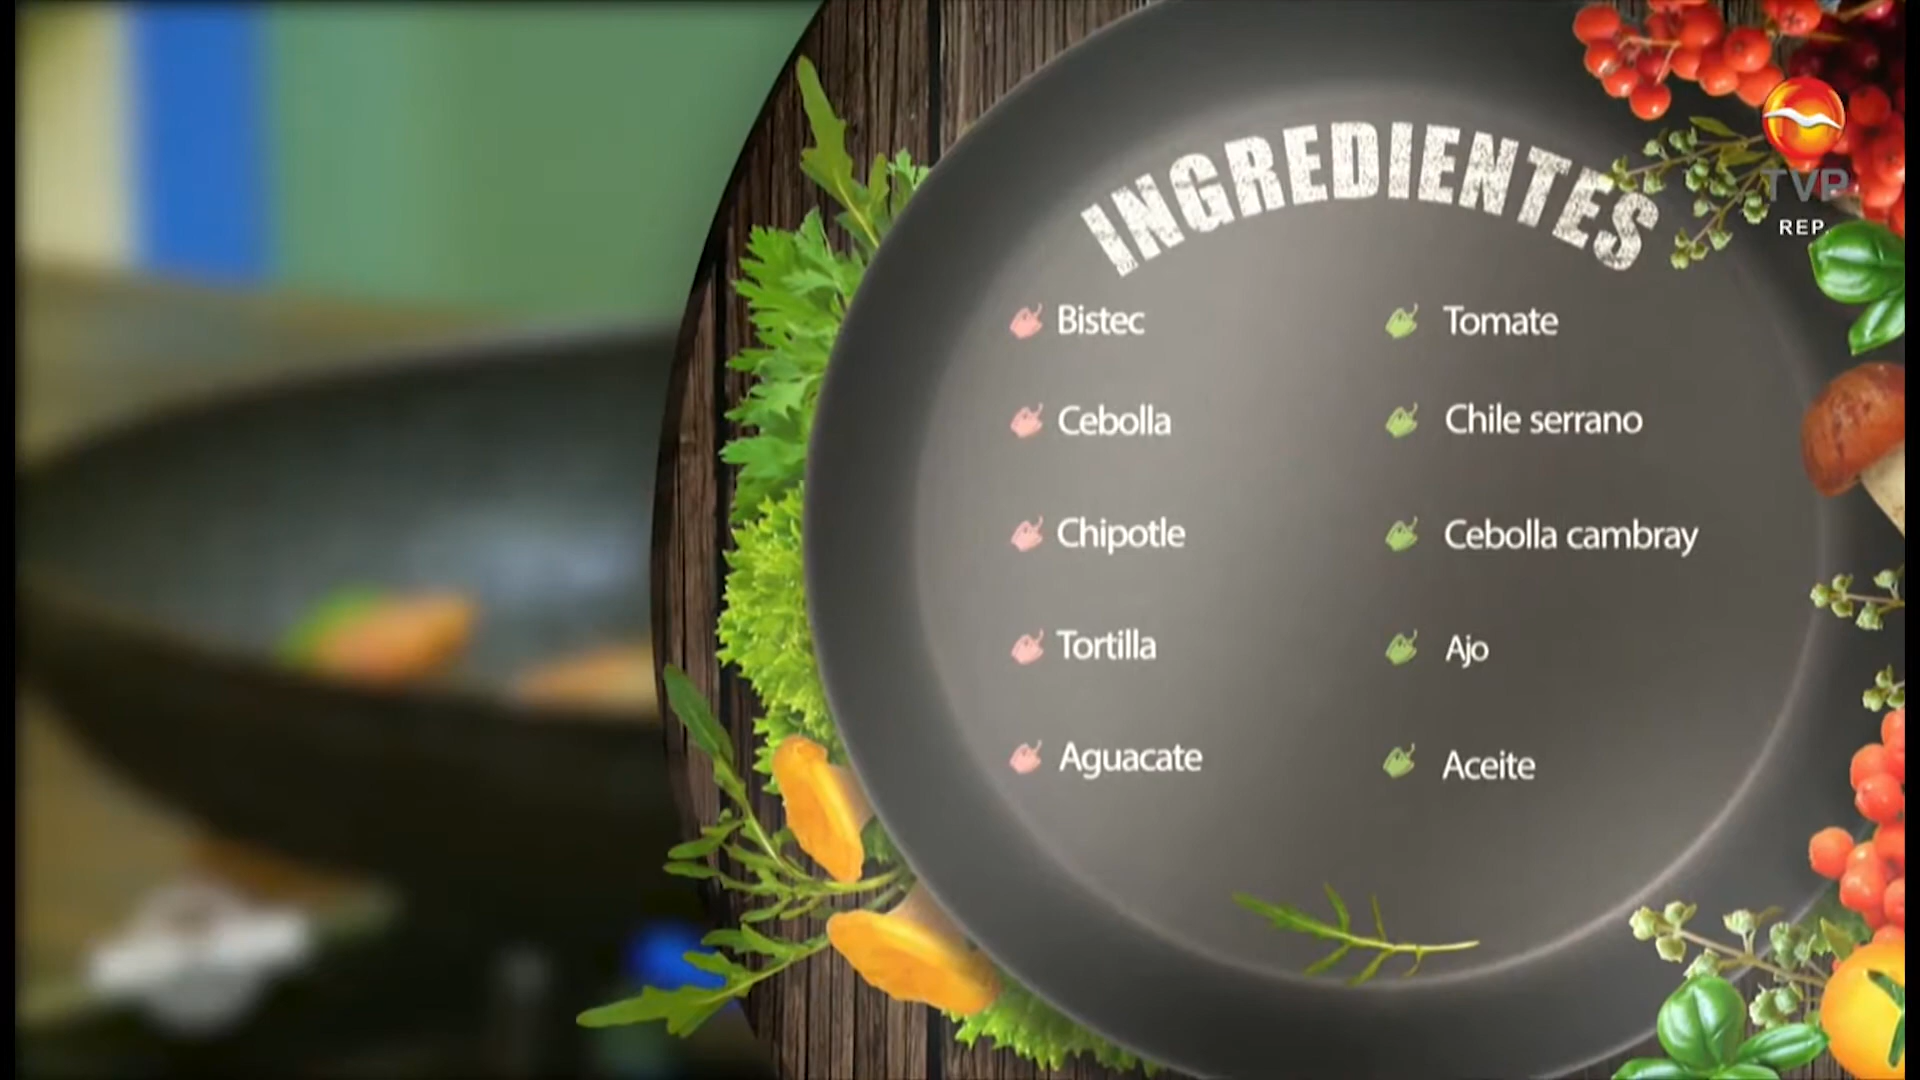 INGREDIENTES
TVP
REP.
Bistec
Cebolla
Chipotle
Tortilla
Aguacate
Tomate
Chile serrano
Cebolla cambray
Ajo
Aceite